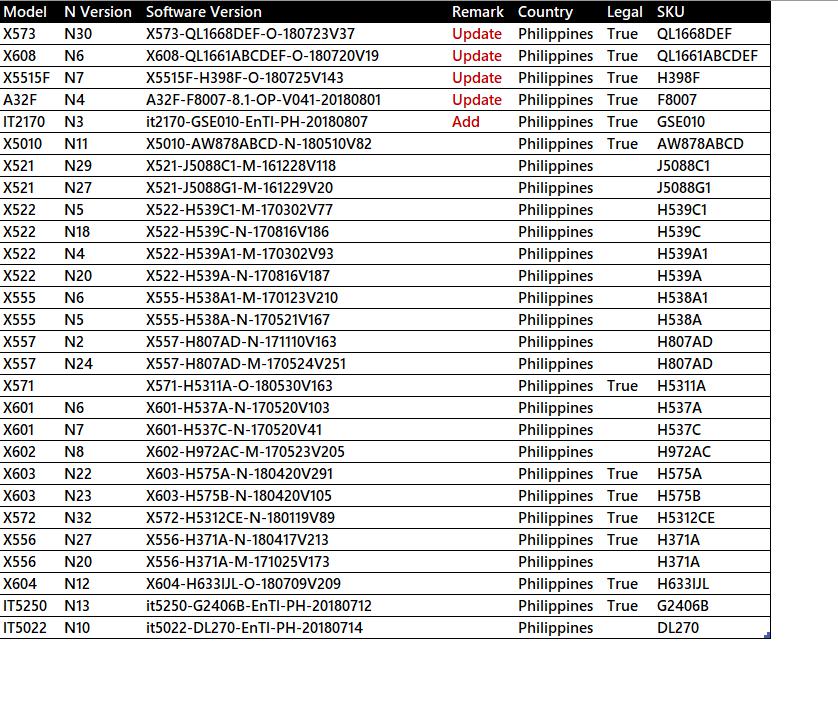 Model N Version Software Version Remark Country Legal SKU
X573 N30 X573-QL1668DEF-O-180723V37 Update Philippines True QL1668DEF
X608 N6 X608-QL1661ABCDEF-O-180720V19 Update Philippines True QL1661ABCDEF
X5515F N7 X5515F-H398F-O-180725V143 Update Philippines True H398F
A32F N4 A32F-F8007-8.1-OP-V041-20180801 Update Philippines True F8007
IT2170 N3 it2170-GSE010-EnTI-PH-20180807 Add Philippines True GSE010
X5010 N11 X5010-AW878ABCD-N-180510V82 Philippines True AW878ABCD
X521 N29 X521-J5088C1-M-161228V118 Philippines J5088C1
X521 N27 X521-J5088G1-M-161229V20 Philippines J5088G1
X522 N5 X522-H539C1-M-170302V77 Philippines H539C1
X522 N18 X522-H539C-N-170816V186 Philippines H539C
X522 N4 X522-H539A1-M-170302V93 Philippines H539A1
X522 N20 X522-H539A-N-170816V187 Philippines H539A
X555 N6 X555-H538A1-M-170123V210 Philippines H538A1
X555 N5 X555-H538A-N-170521V167 Philippines H538A
X557 N2 X557-H807AD-N-171110V163 Philippines H807AD
X557 N24 X557-H807AD-M-170524V251 Philippines H807AD
X571 X571-H5311A-O-180530V163 Philippines True H5311A
X601 N6 X601-H537A-N-170520V103 Philippines H537A
X601 N7 X601-H537C-N-170520V41 Philippines H537C
X602 N8 X602-H972AC-M-170523V205 Philippines H972AC
X603 N22 X603-H575A-N-180420V291 Philippines True H575A
X603 N23 X603-H575B-N-180420V105 Philippines True H575B
X572 N32 X572-H5312CE-N-180119V89 Philippines True H5312CE
X556 N27 X556-H371A-N-180417V213 Philippines True H371A
X556 N20 X556-H371A-M-171025V173 Philippines H371A
X604 N12 X604-H633IJL-O-180709V209 Philippines True H633IJL
IT5250 N13 it5250-G2406B-EnTI-PH-20180712 Philippines True G2406B
IT5022 N10 it5022-DL270-EnTI-PH-20180714 Philippines DL270